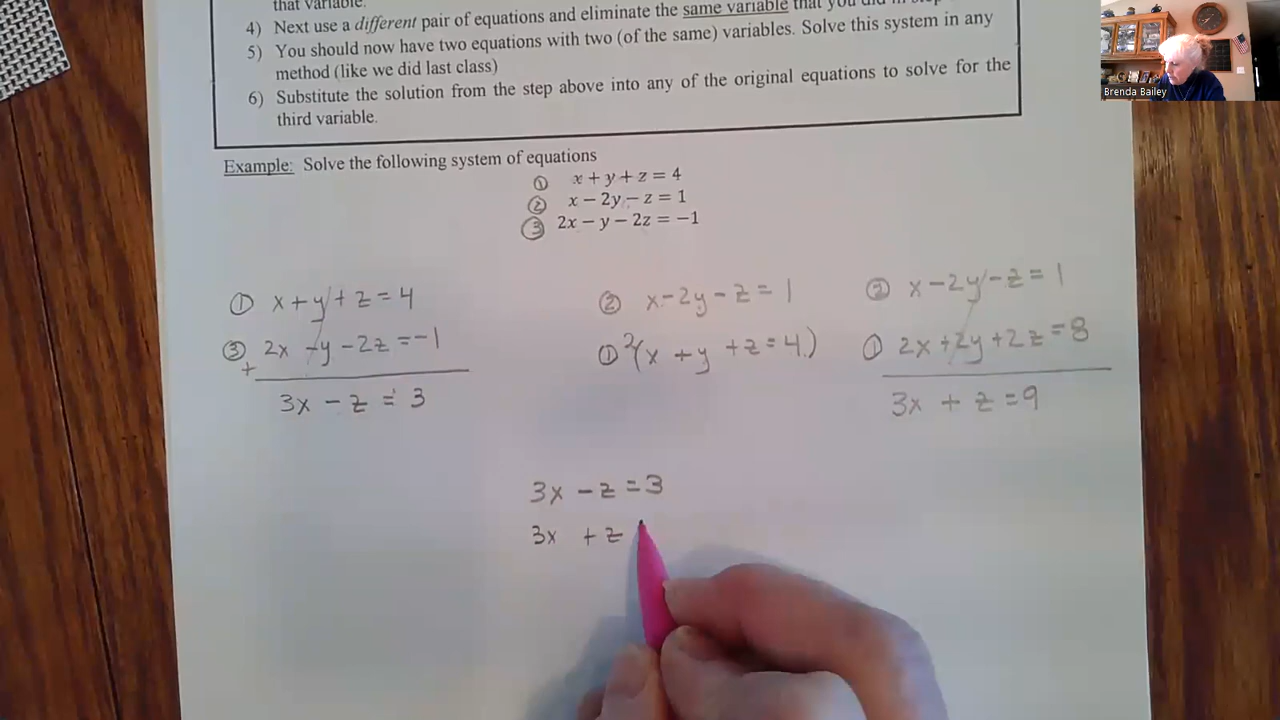 that variable.
4) Next use a different pair of equations and eliminate the same variable that you did in step
5) You should now have two equations with two (of the same) variables. Solve this system in any
method (like we did last class)
6) Substitute the solution from the step above into any of the original equations to solve for the
third variable.
Example: Solve the following system of equations
① x + y + z = 4
② x − 2y − z = 1
③ 2x − y − 2z = −1
① x + y + z = 4
③ 2x − y − 2z = −1
+
3x − z = 3
② x − 2y − z = 1
① 2(x + y + z = 4)
② x − 2y − z = 1
① 2x + 2y + 2z = 8
3x + z = 9
3x − z = 3
3x + z
Brenda Bailey